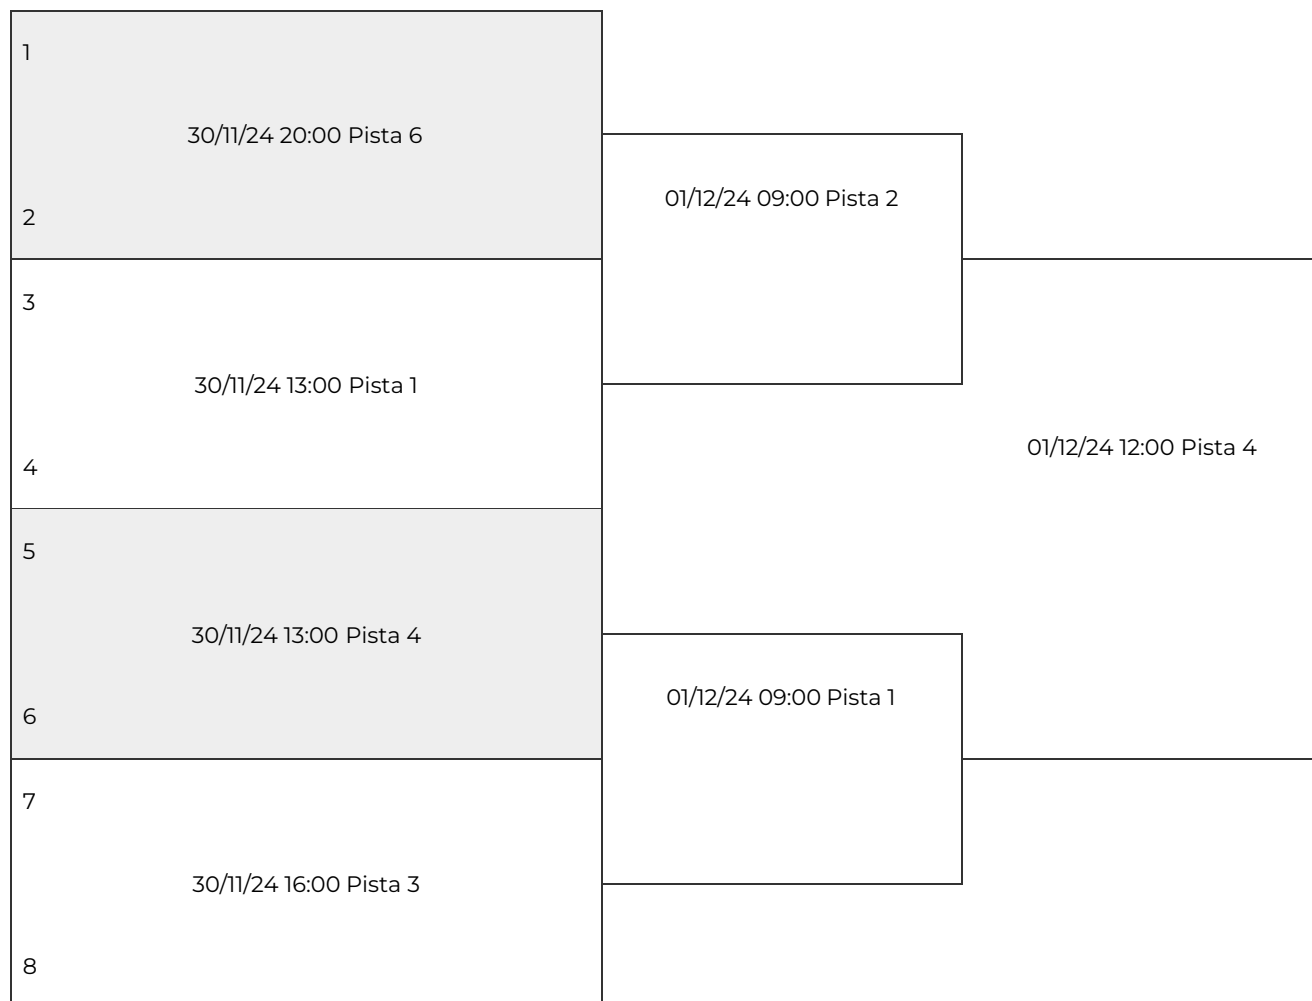 1
30/11/24 20:00 Pista 6
2
3
30/11/24 13:00 Pista 1
4
5
30/11/24 13:00 Pista 4
6
7
30/11/24 16:00 Pista 3
8
01/12/24 09:00 Pista 2
01/12/24 09:00 Pista 1
01/12/24 12:00 Pista 4